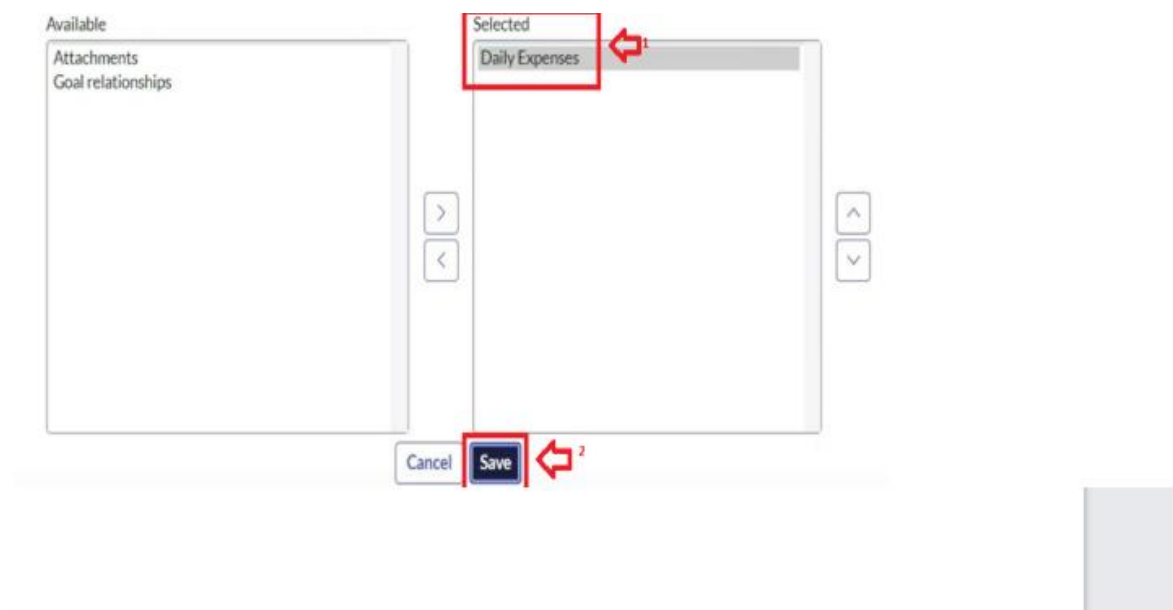 Available
Attachments
Goal relationships
Selected
Daily Expenses
1
Cancel
Save
2